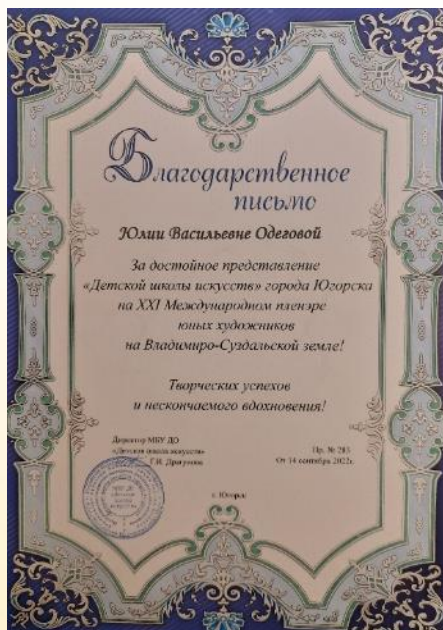 Благодарственное
письмо
Юлии Васильевне Одеговой
За достойное представление
«Детской школы искусств» города Югорска
на XXI Международном пленэре
юных художников
на Владимиро-Суздальской земле!
Творческих успехов
и нескончаемого вдохновения!
Директор МБУ ДО
«Детская школа искусств»
Г.И. Драгунова
Пр. № 283
От 14 сентября 2022г.
г. Югорск